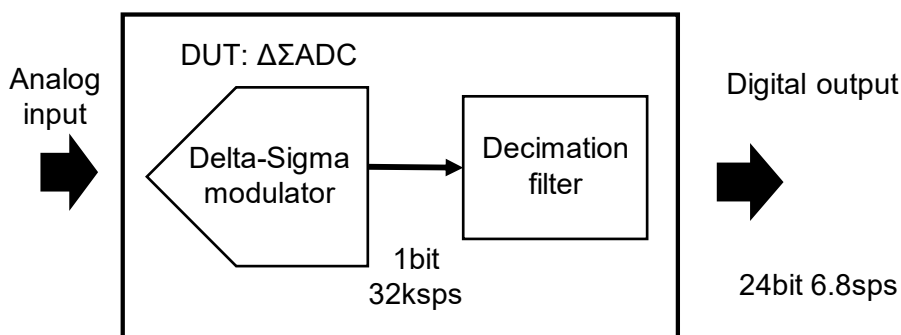 DUT: ΔΣADC
Analog
input
Delta-Sigma
modulator
Decimation
filter
Digital output
1bit
32ksps
24bit 6.8sps